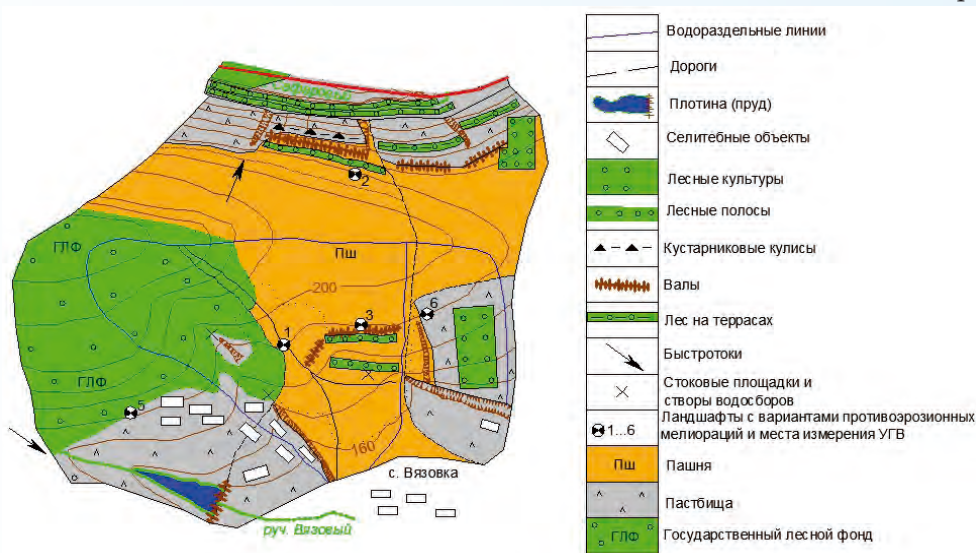 Сафировый
2
ГЛФ
Пш
200
6
3
1
ГЛФ
5
160
с. Вязовка
руч. Вязовый
Водораздельные линии
Дороги
Плотина (пруд)
Селитебные объекты
Лесные культуры
Лесные полосы
Кустарниковые кулисы
Валы
Лес на террасах
Быстротоки
Стоковые площадки и
створы водосборов
Ландшафты с вариантами противоэрозионных
1...6 мелиораций и места измерения УГВ
Пш Пашня
Пастбища
ГЛФ Государственный лесной фонд